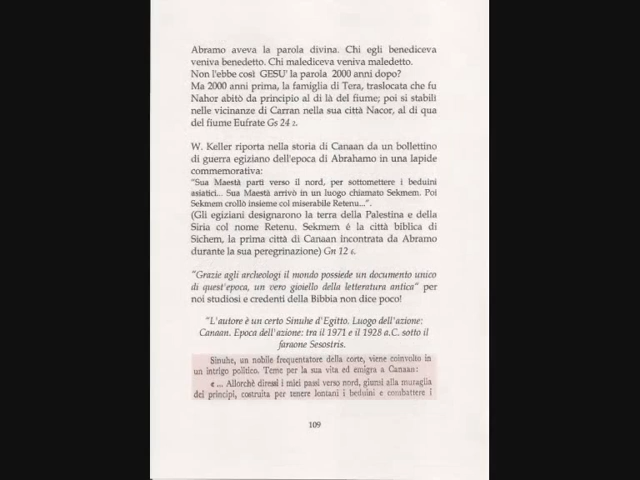 Abramo aveva la parola divina. Chi egli benediceva
veniva benedetto. Chi malediceva veniva maledetto.
Non l'ebbe così GESU' la parola 2000 anni dopo?
Ma 2000 anni prima, la famiglia di Tera, traslocata che fu
Nahor abitò da principio al di là del fiume; poi si stabilì
nelle vicinanze di Carran nella sua città Nacor, al di qua
del fiume Eufrate Gs 24 2.
W. Keller riporta nella storia di Canaan da un bollettino
di guerra egiziano dell'epoca di Abrahamo in una lapide
commemorativa:
"Sua Maestà partì verso il nord, per sottomettere i beduini
asiatici... Sua Maestà arrivò in un luogo chiamato Sekmem. Poi
Sekmem crollò insieme col miserabile Retenu...".
(Gli egiziani designarono la terra della Palestina e della
Siria col nome Retenu. Sekmem é la città biblica di
Sichem, la prima città di Canaan incontrata da Abramo
durante la sua peregrinazione) Gn 12 6.
"Grazie agli archeologi il mondo possiede un documento unico
di quest'epoca, un vero gioiello della letteratura antica" per
noi studiosi e credenti della Bibbia non dice poco!
"L'autore è un certo Sinuhe d'Egitto. Luogo dell'azione:
Canaan. Epoca dell'azione: tra il 1971 e il 1928 a.C. sotto il
faraone Sesostris.
Sinuhe, un nobile frequentatore della corte, viene coinvolto in
un intrigo politico. Teme per la sua vita ed emigra a Canaan:
« ... Allorchè diressi i miei passi verso nord, giunsi alla muraglia
dei principi, costruita per tenere lontani i beduini e combattere i
109